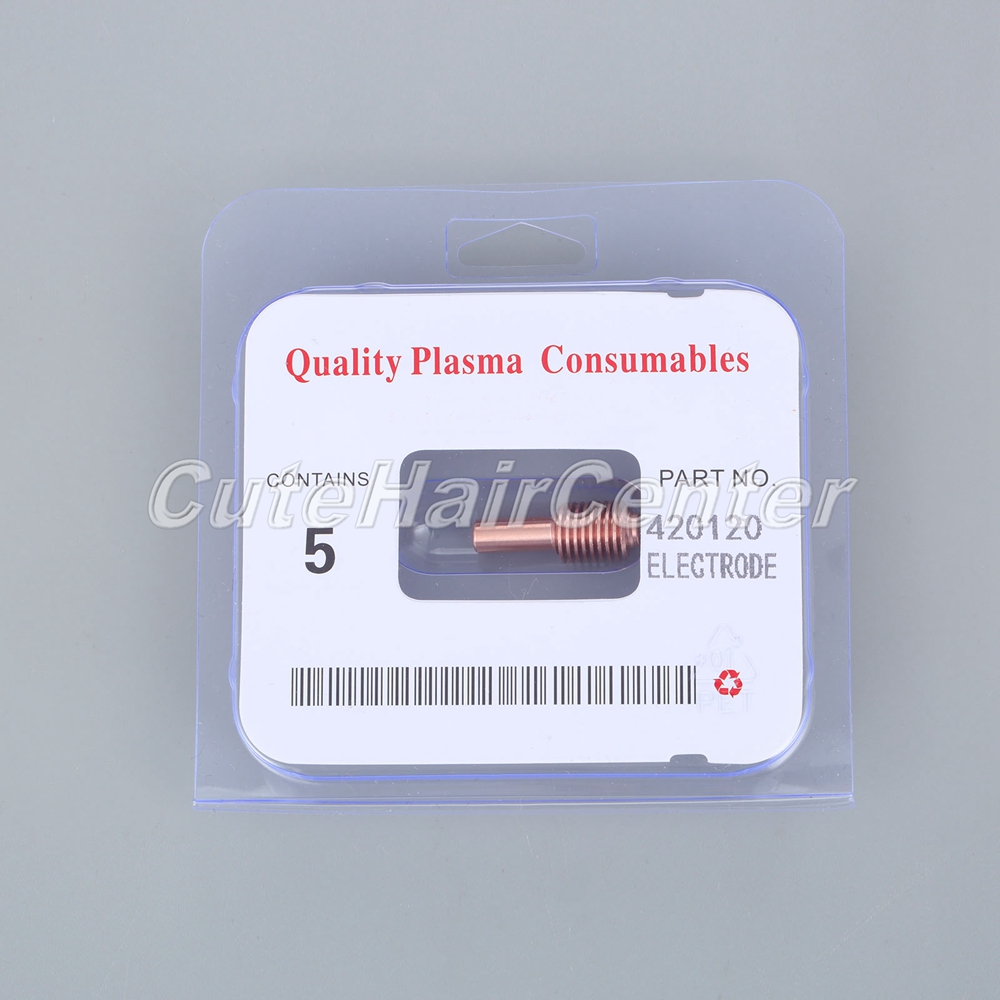 Quality Plasma Consumables
CONTAINS
5
PART NO.
420120
ELECTRODE
CuteHairCenter